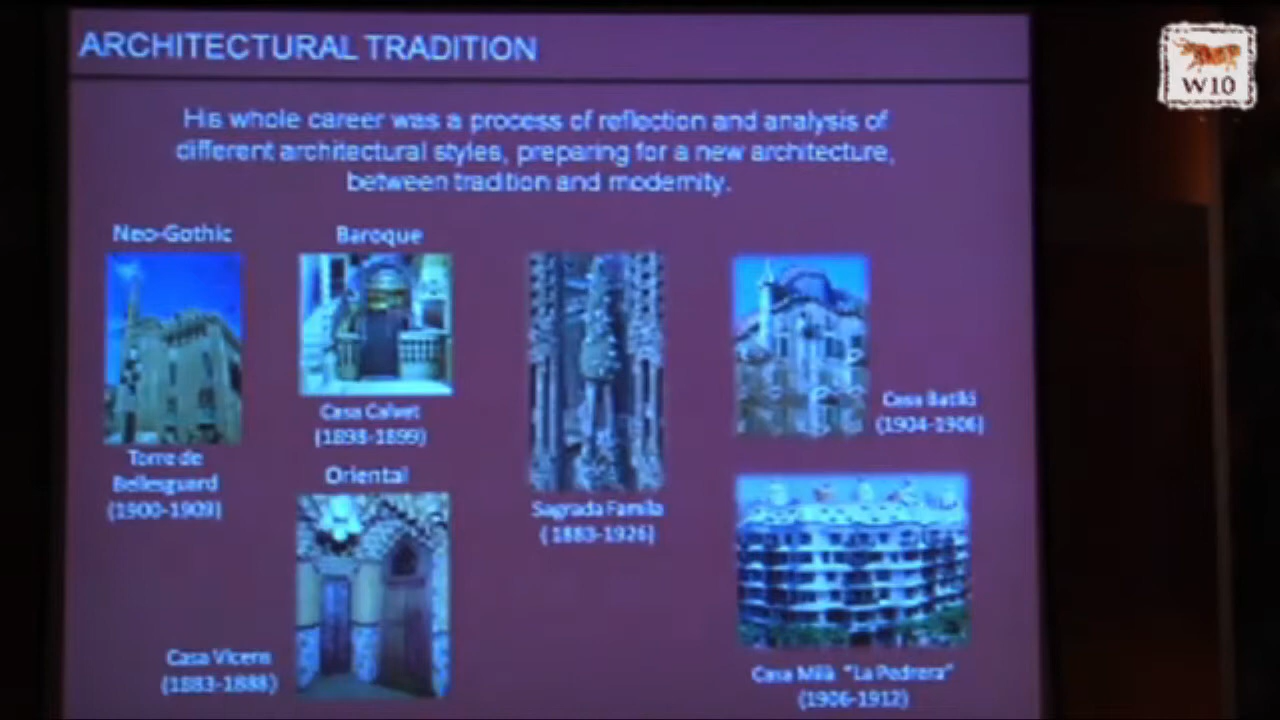 ARCHITECTURAL TRADITION
His whole career was a process of reflection and analysis of
different architectural styles, preparing for a new architecture,
between tradition and modernity.
Neo-Gothic
Torre de
Bellesguard
(1900-1909)
Baroque
Casa Calvet
(1898-1899)
Oriental
Casa Vicens
(1883-1888)
Sagrada Famila
(1883-1926)
Casa Batlló
(1904-1906)
Casa Milà "La Pedrera"
(1906-1912)
W10